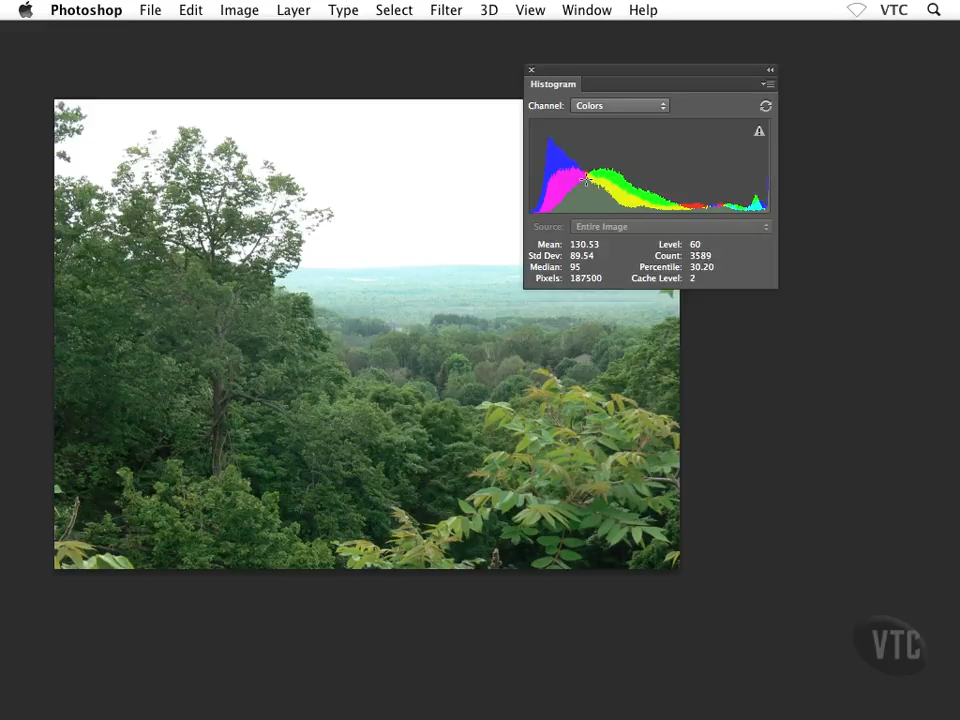 Photoshop File Edit Image Layer Type Select Filter 3D View Window Help VTC
Histogram
Channel: Colors
Source: Entire Image
Mean: 130.53 Level: 60
Std Dev: 89.54 Count: 3589
Median: 95 Percentile: 30.20
Pixels: 187500 Cache Level: 2
VTC